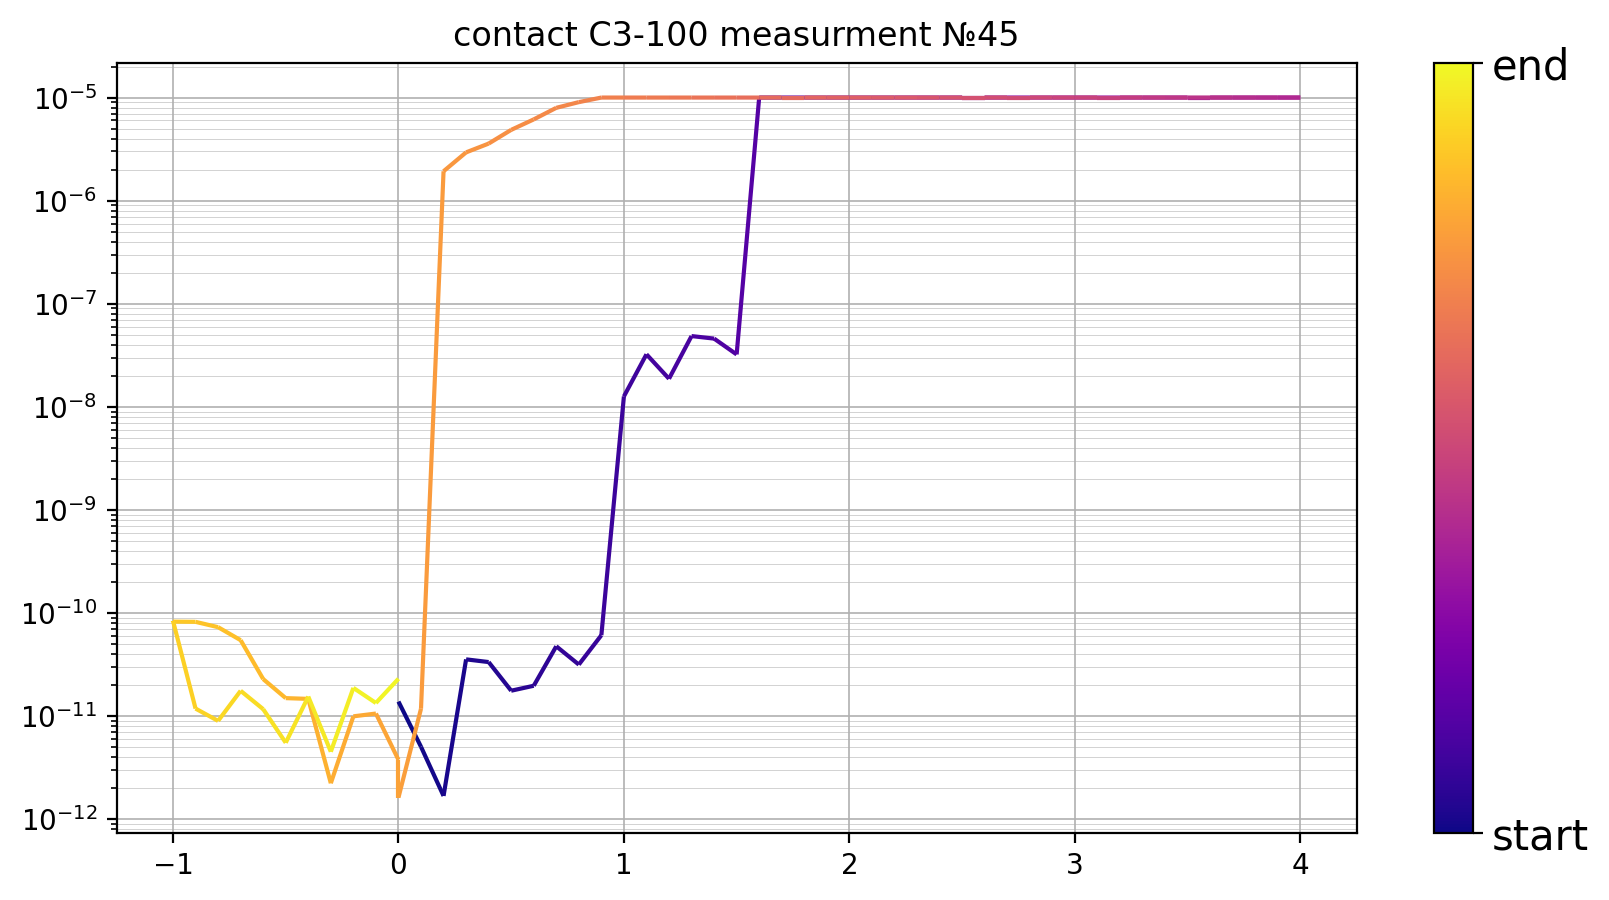 contact C3-100 measurment №45
10⁻⁵
10⁻⁶
10⁻⁷
10⁻⁸
10⁻⁹
10⁻¹⁰
10⁻¹¹
10⁻¹²
−1 0 1 2 3 4
end
start